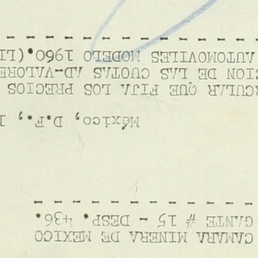 CAMARA MINERA DE MEXICO
GANTE # 15 - DESP. 436.
México, D.F.,
CULAR QUE FIJA LOS PRECIOS
CION DE LAS CUOTAS AD-VALORE
AUTOMOVILES MODELO 1960.(LI